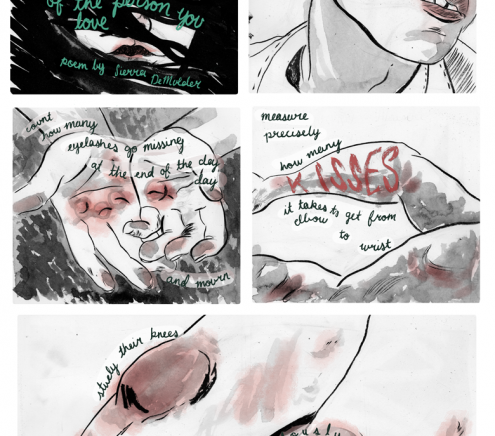 of the person you
love
poem by Sierra DeMulder
count
how many
eyelashes go missing
at the end of the day
day
and mourn
measure
precisely
how many
KISSES
it takes to get from
elbow
to
wrist
study their knees